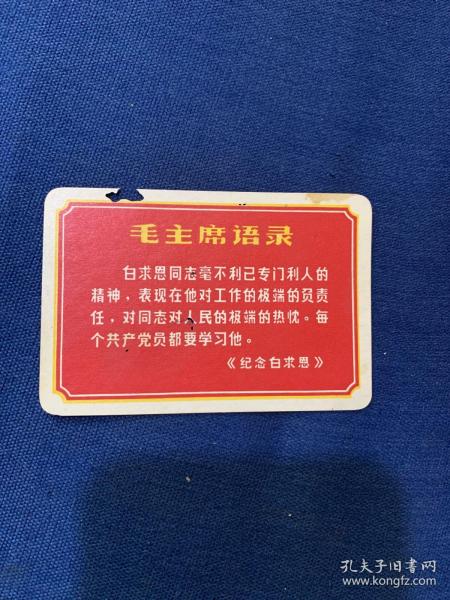 毛主席语录
白求恩同志毫不利己专门利人的
精神，表现在他对工作的极端的负责
任，对同志对人民的极端的热忱。每
个共产党员都要学习他。
《纪念白求恩》
孔夫子旧书网
www.kongfz.com